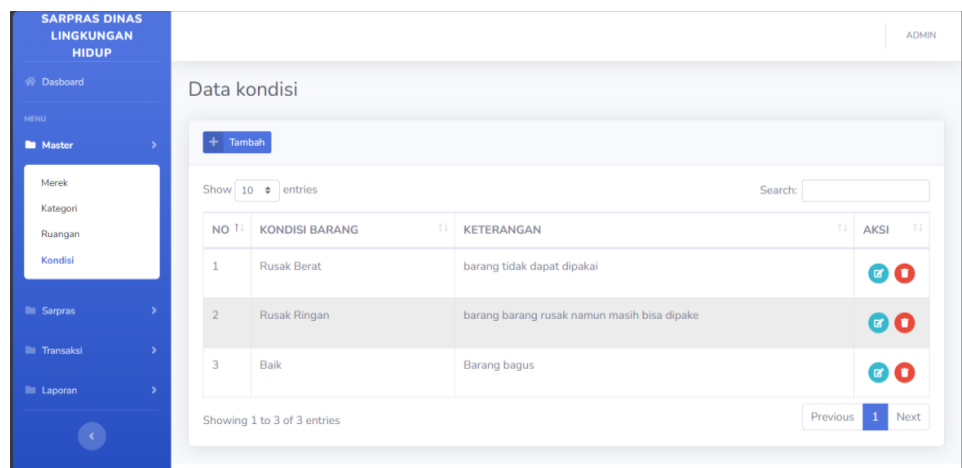 SARPRAS DINAS
LINGKUNGAN
HIDUP
ADMIN
Dasboard
Data kondisi
MENU
Master
Tambah
Merek
Kategori
Ruangan
Kondisi
Show 10 entries
Search:
NO KONDISI BARANG KETERANGAN AKSI
1 Rusak Berat barang tidak dapat dipakai
2 Rusak Ringan barang barang rusak namun masih bisa dipake
3 Baik Barang bagus
Sarpras
Transaksi
Laporan
Showing 1 to 3 of 3 entries
Previous 1 Next